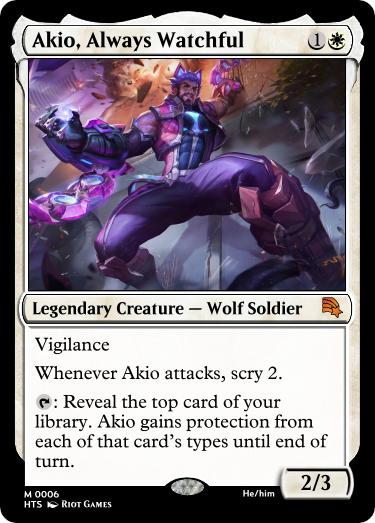 Akio, Always Watchful 1
Legendary Creature — Wolf Soldier
Vigilance
Whenever Akio attacks, scry 2.
: Reveal the top card of your
library. Akio gains protection from
each of that card's types until end of
turn.
2/3
M 0006
HTS Riot Games
He/him